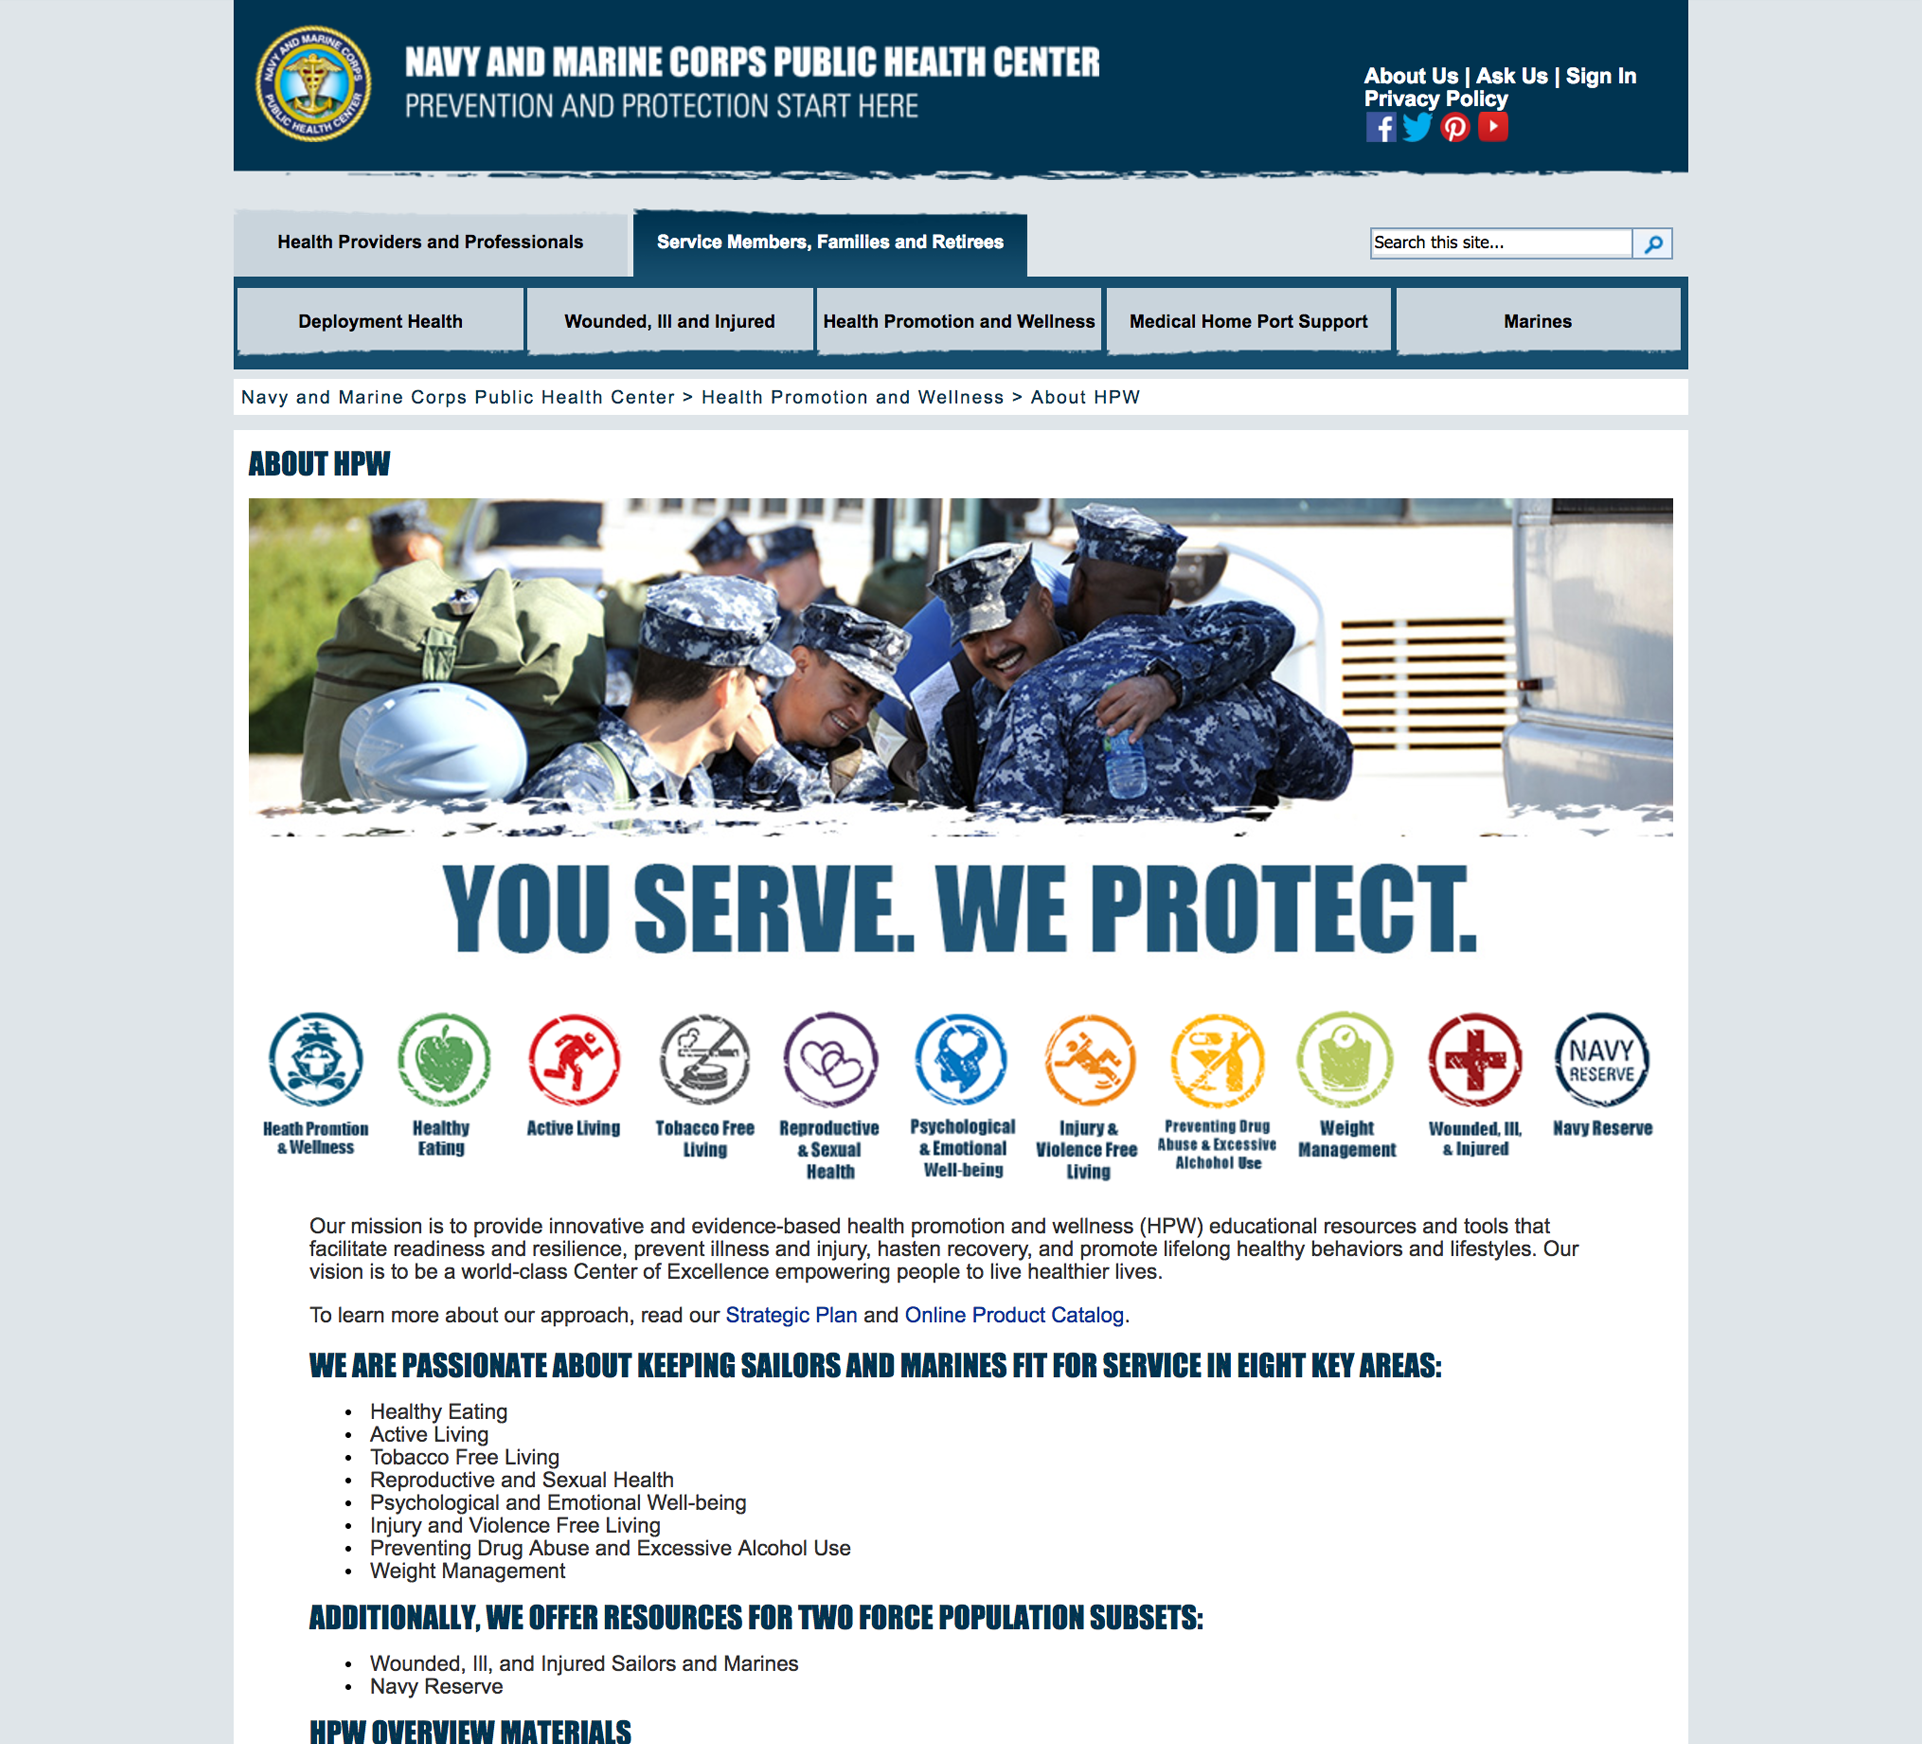 NAVY AND MARINE CORPS
PUBLIC HEALTH CENTER
NAVY AND MARINE CORPS PUBLIC HEALTH CENTER
PREVENTION AND PROTECTION START HERE
About Us | Ask Us | Sign In
Privacy Policy
Health Providers and Professionals
Service Members, Families and Retirees
Search this site...
Deployment Health
Wounded, Ill and Injured
Health Promotion and Wellness
Medical Home Port Support
Marines
Navy and Marine Corps Public Health Center > Health Promotion and Wellness > About HPW
ABOUT HPW
YOU SERVE. WE PROTECT.
NAVY
RESERVE
Heath Promtion
& Wellness
Healthy
Eating
Active Living
Tobacco Free
Living
Reproductive
& Sexual
Health
Psychological
& Emotional
Well-being
Injury &
Violence Free
Living
Preventing Drug
Abuse & Excessive
Alchohol Use
Weight
Management
Wounded, Ill,
& Injured
Navy Reserve
Our mission is to provide innovative and evidence-based health promotion and wellness (HPW) educational resources and tools that
facilitate readiness and resilience, prevent illness and injury, hasten recovery, and promote lifelong healthy behaviors and lifestyles. Our
vision is to be a world-class Center of Excellence empowering people to live healthier lives.
To learn more about our approach, read our Strategic Plan and Online Product Catalog.
WE ARE PASSIONATE ABOUT KEEPING SAILORS AND MARINES FIT FOR SERVICE IN EIGHT KEY AREAS:
• Healthy Eating
• Active Living
• Tobacco Free Living
• Reproductive and Sexual Health
• Psychological and Emotional Well-being
• Injury and Violence Free Living
• Preventing Drug Abuse and Excessive Alcohol Use
• Weight Management
ADDITIONALLY, WE OFFER RESOURCES FOR TWO FORCE POPULATION SUBSETS:
• Wounded, Ill, and Injured Sailors and Marines
• Navy Reserve
HPW OVERVIEW MATERIALS